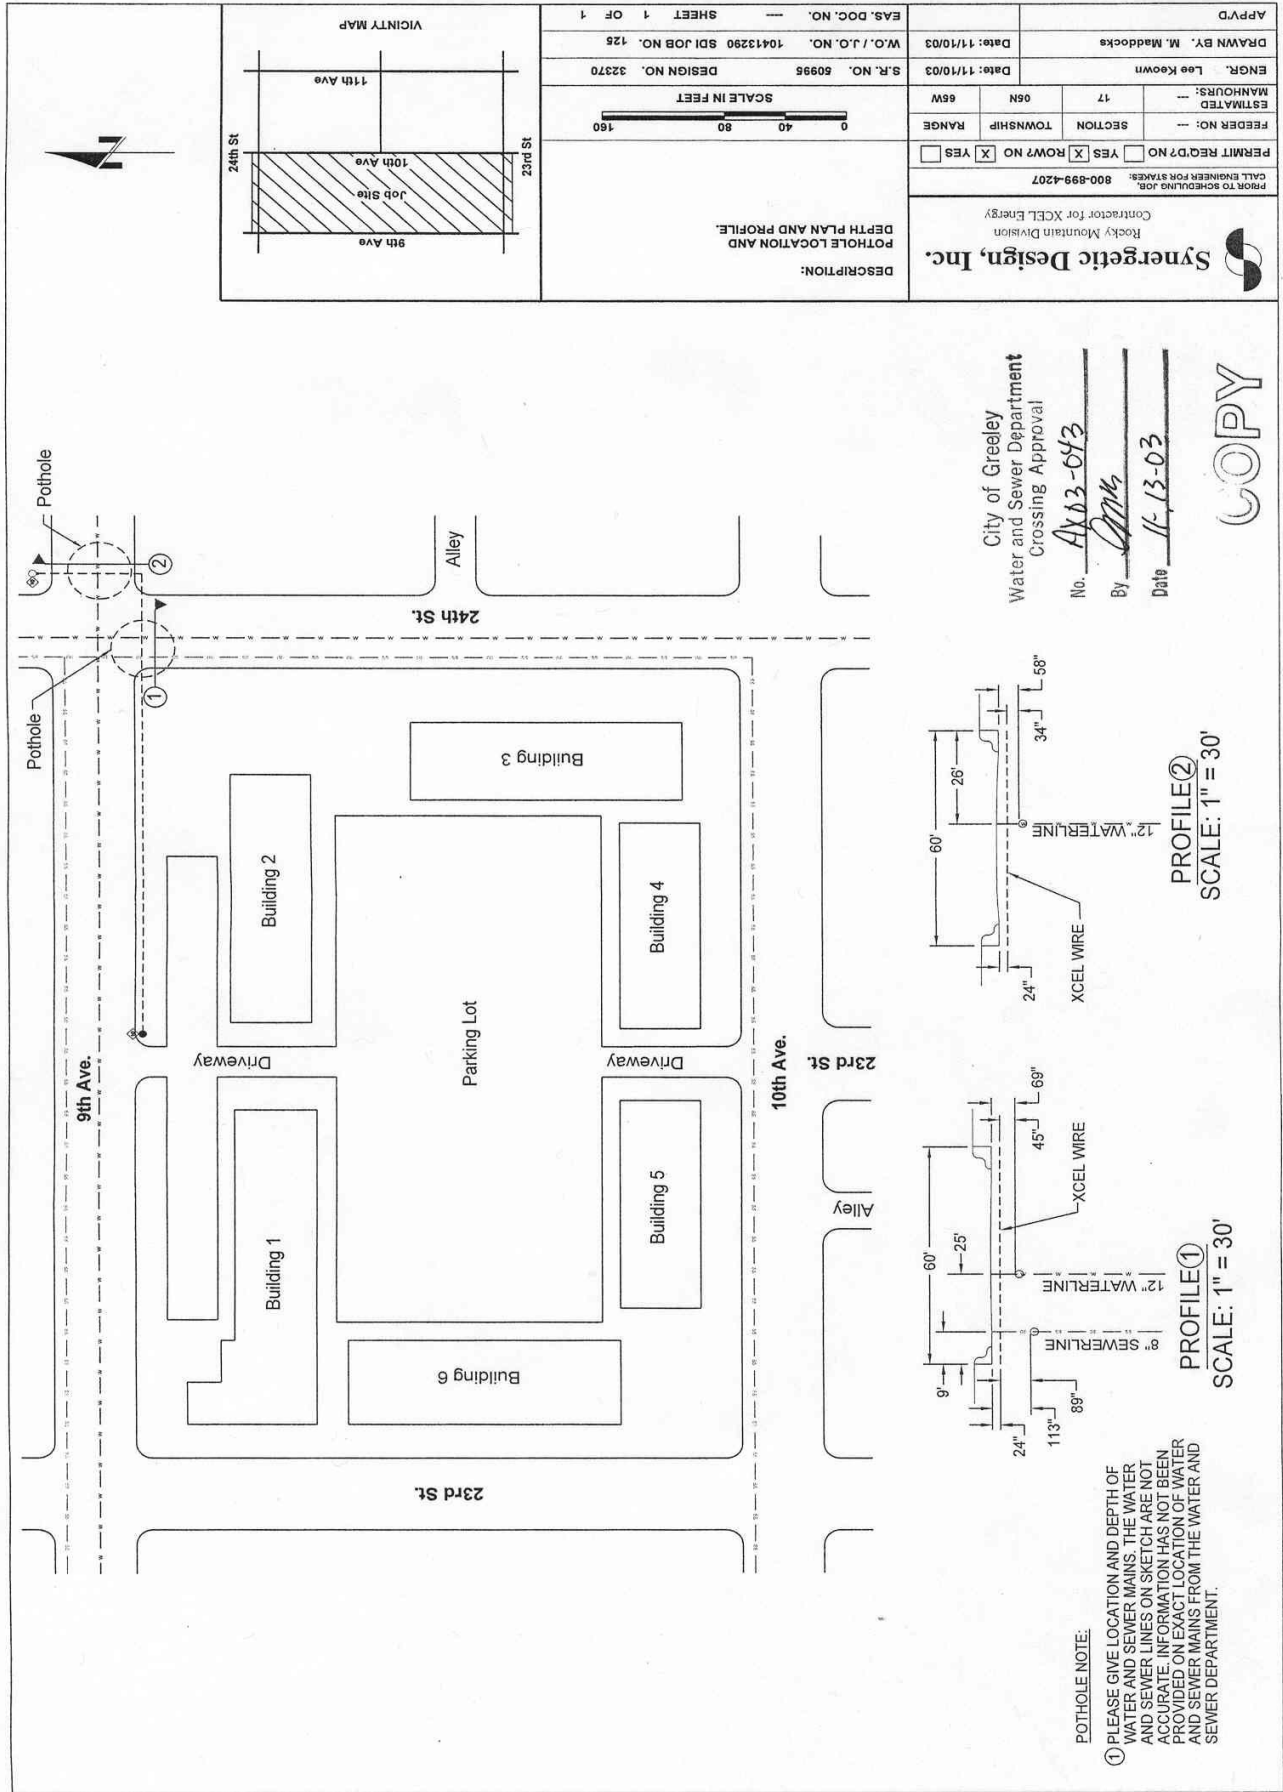 Pothole
Pothole
9th Ave.
24th St.
Alley
Building 2
Building 3
Building 1
Driveway
Parking Lot
Building 4
Building 5
Building 6
Driveway
10th Ave.
23rd St.
23rd St.
Alley
1
2
POTHOLE NOTE:
1 PLEASE GIVE LOCATION AND DEPTH OF
WATER AND SEWER MAINS. THE WATER
AND SEWER LINES ON SKETCH ARE NOT
ACCURATE. INFORMATION HAS NOT BEEN
PROVIDED ON EXACT LOCATION OF WATER
AND SEWER MAINS FROM THE WATER AND
SEWER DEPARTMENT.
60'
9'
25'
24"
113"
89"
45"
69"
8" SEWERLINE
12" WATERLINE
XCEL WIRE
PROFILE 1
SCALE: 1" = 30'
60'
26'
24"
34"
58"
12" WATERLINE
XCEL WIRE
PROFILE 2
SCALE: 1" = 30'
City of Greeley
Water and Sewer Department
Crossing Approval
No. AX03-043
By
Date 11-13-03
COPY
Synergetic Design, Inc.
Rocky Mountain Division
Contractor for XCEL Energy
PRIOR TO SCHEDULING JOB,
CALL ENGINEER FOR STAKES: 800-899-4207
PERMIT REQ'D? NO YES X ROW? NO X YES
FEEDER NO: --- SECTION TOWNSHIP RANGE
ESTIMATED
MANHOURS: --- 17 05N 65W
ENGR. Lee Keown Date: 11/10/03
DRAWN BY. M. Maddocks Date: 11/10/03
APPV'D
DESCRIPTION:
POTHOLE LOCATION AND
DEPTH PLAN AND PROFILE.
0 40 80 160
SCALE IN FEET
S.R. NO. 50995 DESIGN NO. 32370
W.O. / J.O. NO. 10413290 SDI JOB NO. 125
EAS. DOC. NO. ---- SHEET 1 OF 1
9th Ave
Job Site
10th Ave
23rd St
24th St
11th Ave
VICINITY MAP